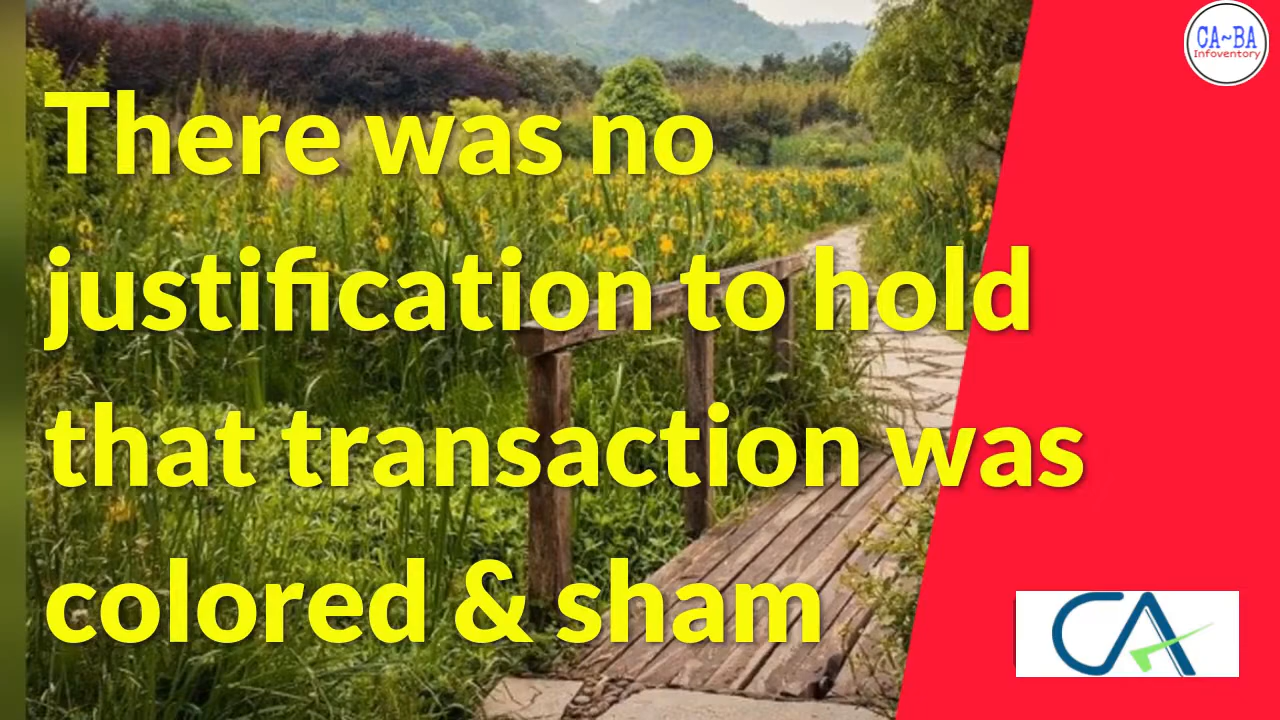 CA~BA
Infoventory
There was no
justification to hold
that transaction was
colored & sham
CA